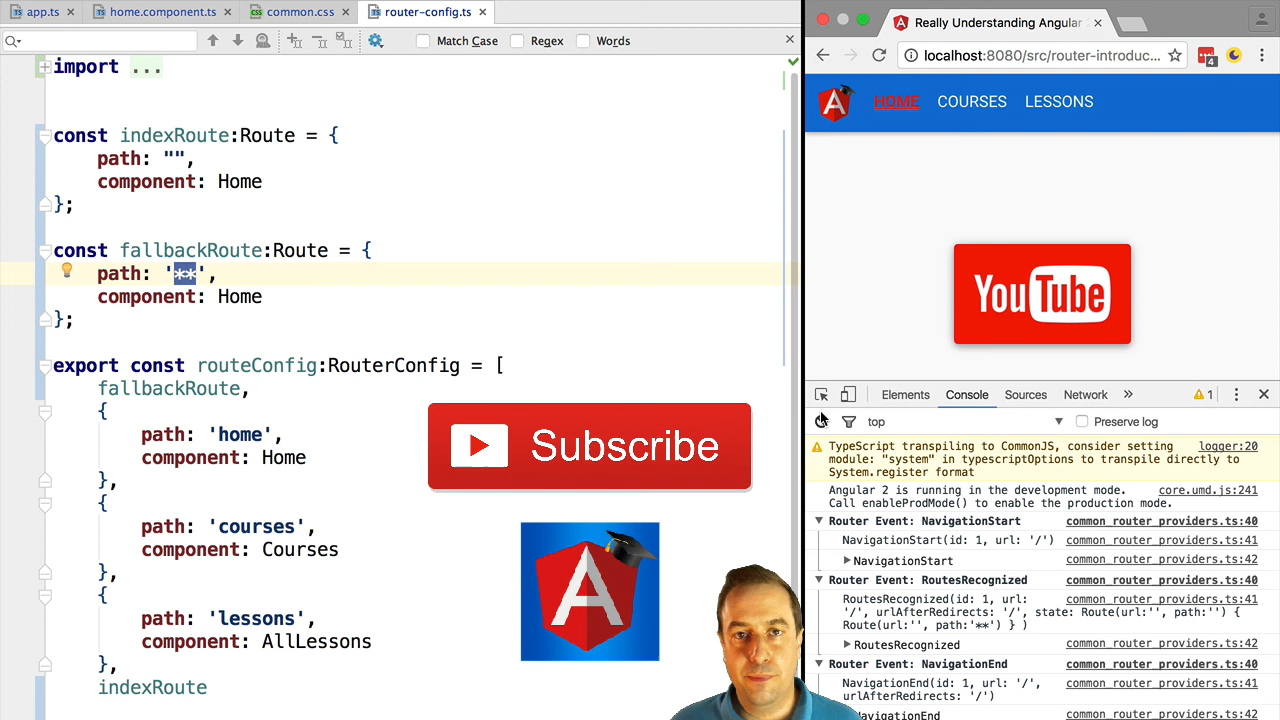 app.ts
home.component.ts
common.css
router-config.ts
Match Case
Regex
Words
import ...
const indexRoute:Route = {
path: "",
component: Home
};
const fallbackRoute:Route = {
path: '**',
component: Home
};
export const routeConfig:RouterConfig = [
fallbackRoute,
{
path: 'home',
component: Home
},
{
path: 'courses',
component: Courses
},
{
path: 'lessons',
component: AllLessons
},
indexRoute
Subscribe
Really Understanding Angular
localhost:8080/src/router-introduc...
4
HOME COURSES LESSONS
YouTube
Elements Console Sources Network 1
top Preserve log
TypeScript transpiling to CommonJS, consider setting logger:20
module: "system" in typescriptOptions to transpile directly to
System.register format
Angular 2 is running in the development mode. core.umd.js:241
Call enableProdMode() to enable the production mode.
Router Event: NavigationStart common_router_providers.ts:40
NavigationStart(id: 1, url: '/') common_router_providers.ts:41
NavigationStart common_router_providers.ts:42
Router Event: RoutesRecognized common_router_providers.ts:40
RoutesRecognized(id: 1, url: common_router_providers.ts:41
'/', urlAfterRedirects: '/', state: Route(url:'', path:'') {
Route(url:'', path:'**') } )
RoutesRecognized common_router_providers.ts:42
Router Event: NavigationEnd common_router_providers.ts:40
NavigationEnd(id: 1, url: '/', common_router_providers.ts:41
urlAfterRedirects: '/')
NavigationEnd common_router_providers.ts:42